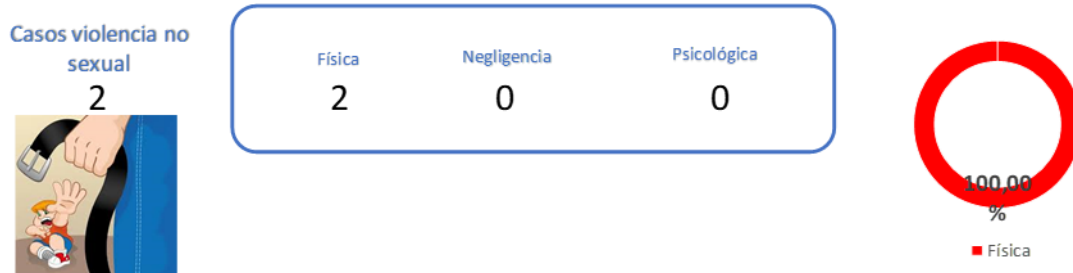 Casos violencia no
sexual
2
Física
Negligencia
Psicológica
2
0
0
100,00
%
Física